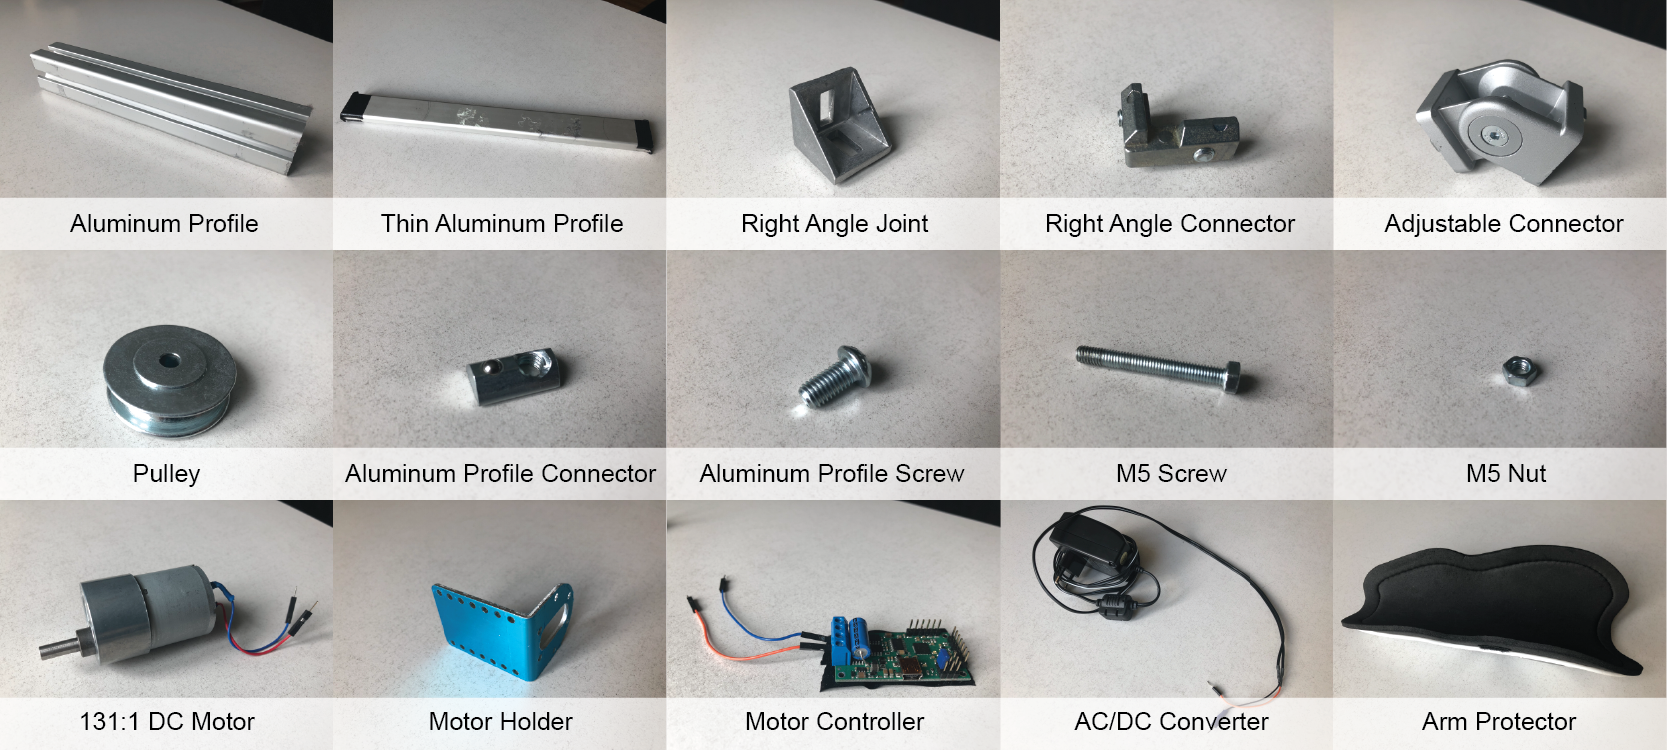 Aluminum Profile
Thin Aluminum Profile
Right Angle Joint
Right Angle Connector
Adjustable Connector
Pulley
Aluminum Profile Connector
Aluminum Profile Screw
M5 Screw
M5 Nut
131:1 DC Motor
Motor Holder
Motor Controller
AC/DC Converter
Arm Protector